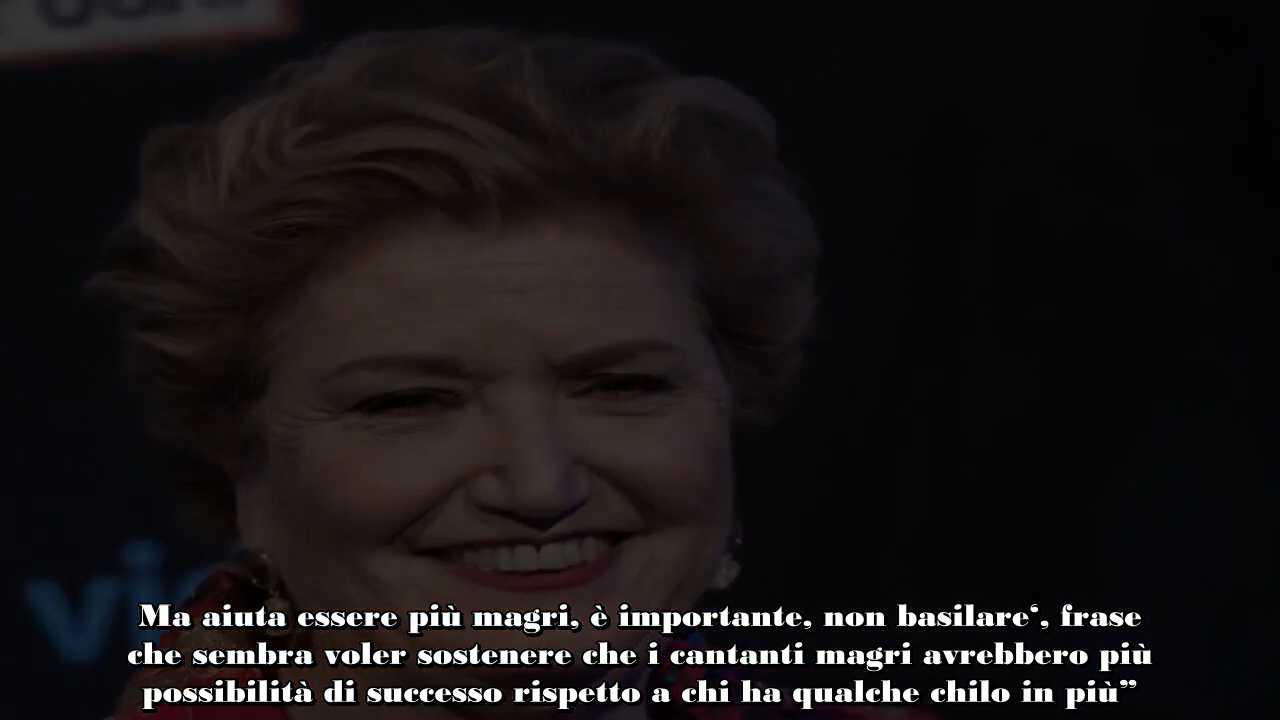 Ma aiuta essere più magri, è importante, non basilare‘, frase
che sembra voler sostenere che i cantanti magri avrebbero più
possibilità di successo rispetto a chi ha qualche chilo in più”